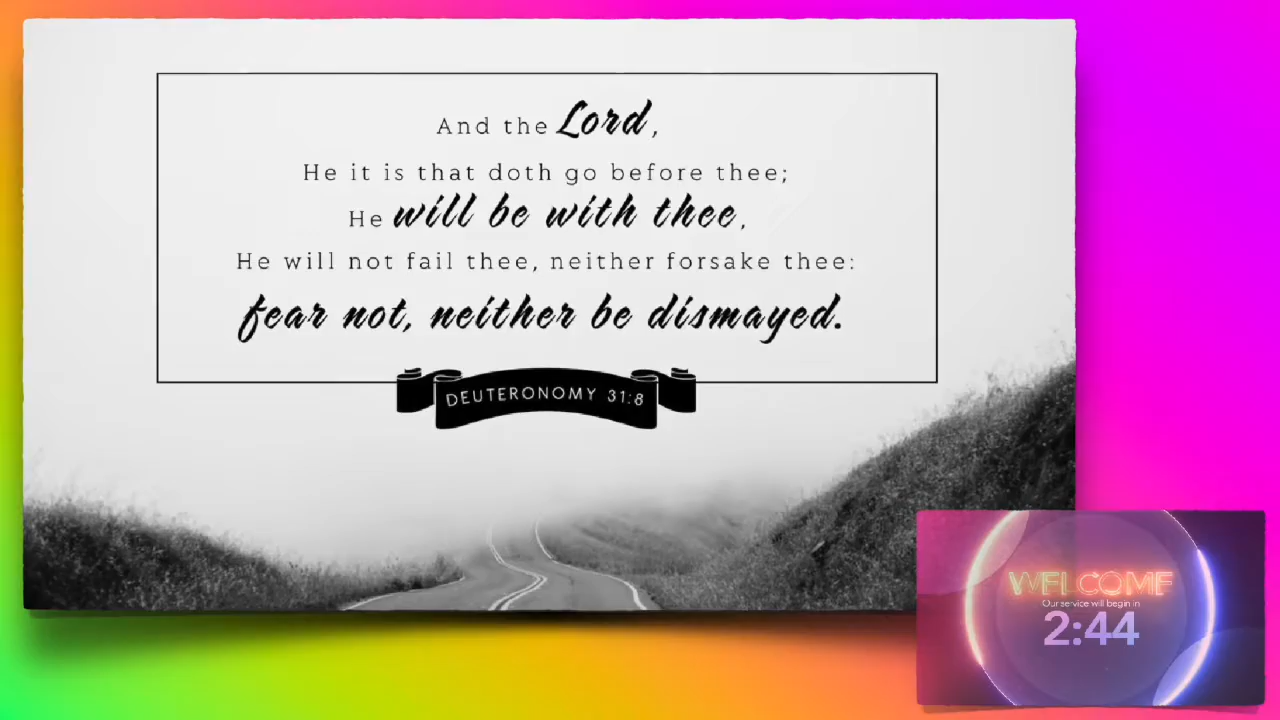 And the Lord,
He it is that doth go before thee;
He will be with thee,
He will not fail thee, neither forsake thee:
fear not, neither be dismayed.
DEUTERONOMY 31:8
WELCOME
Our service will begin in
2:44